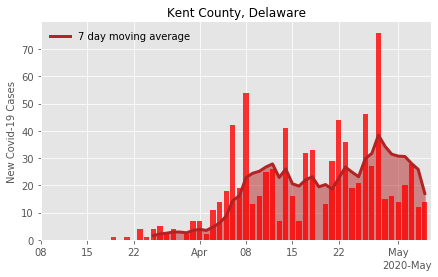 Kent County, Delaware
7 day moving average
New Covid-19 Cases
70
60
50
40
30
20
10
0
08
15
22
Apr
08
15
22
May
2020-May